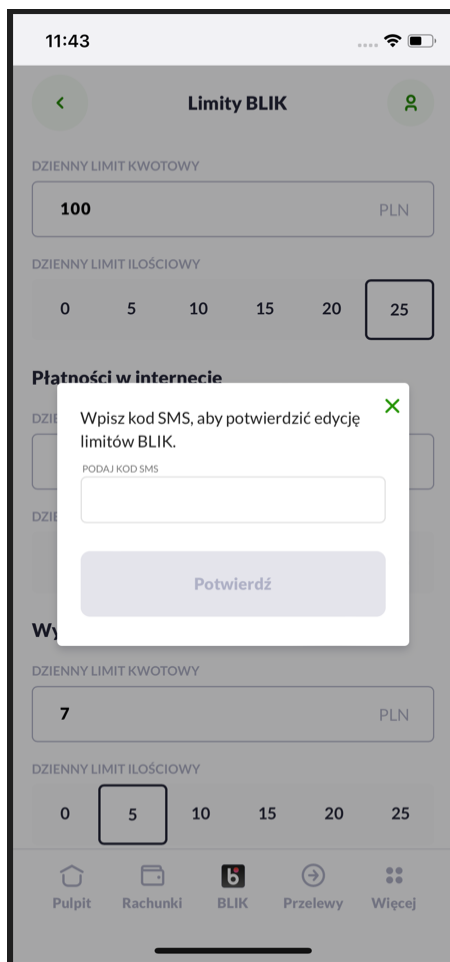 11:43
Limity BLIK
DZIENNY LIMIT KWOTOWY
100 PLN
DZIENNY LIMIT ILOŚCIOWY
0 5 10 15 20 25
Płatności w internecie
Wpisz kod SMS, aby potwierdzić edycję
limitów BLIK.
PODAJ KOD SMS
Potwierdź
DZIENNY LIMIT KWOTOWY
7 PLN
DZIENNY LIMIT ILOŚCIOWY
0 5 10 15 20 25
Pulpit Rachunki BLIK Przelewy Więcej